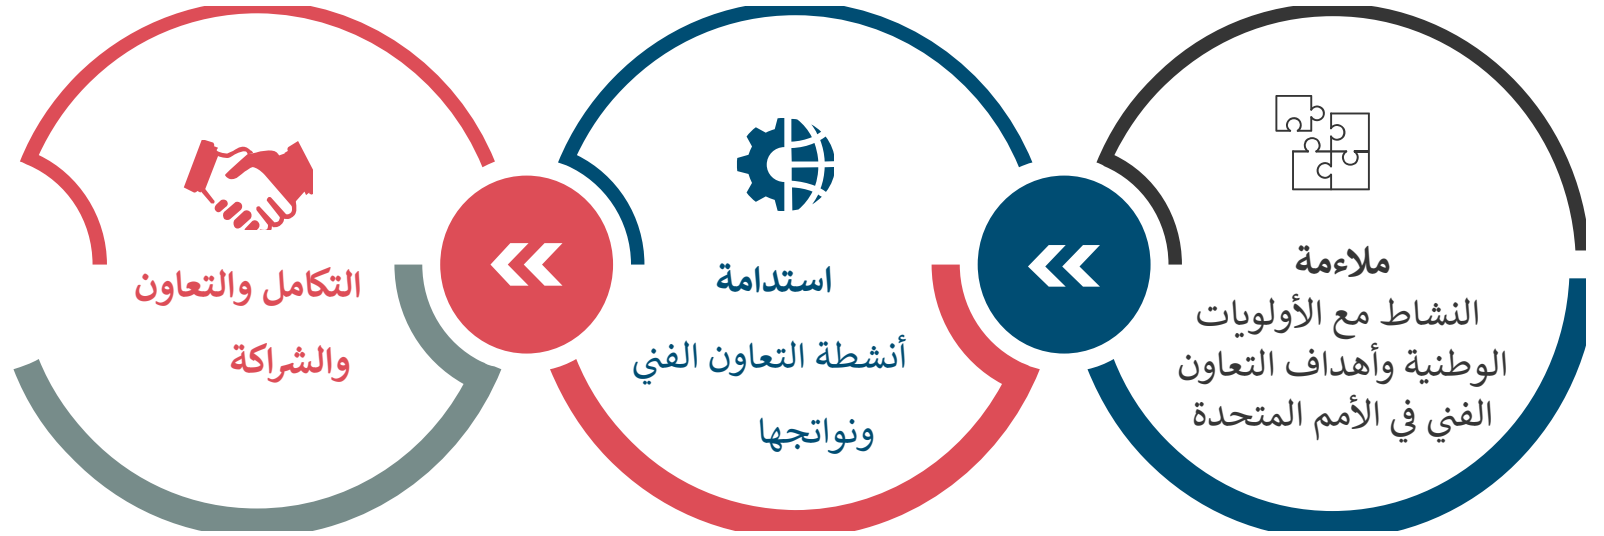 ملاءمة
النشاط مع الأولويات
الوطنية وأهداف التعاون
الفني في الأمم المتحدة
استدامة
أنشطة التعاون الفني
ونواتجها
التكامل والتعاون
والشراكة